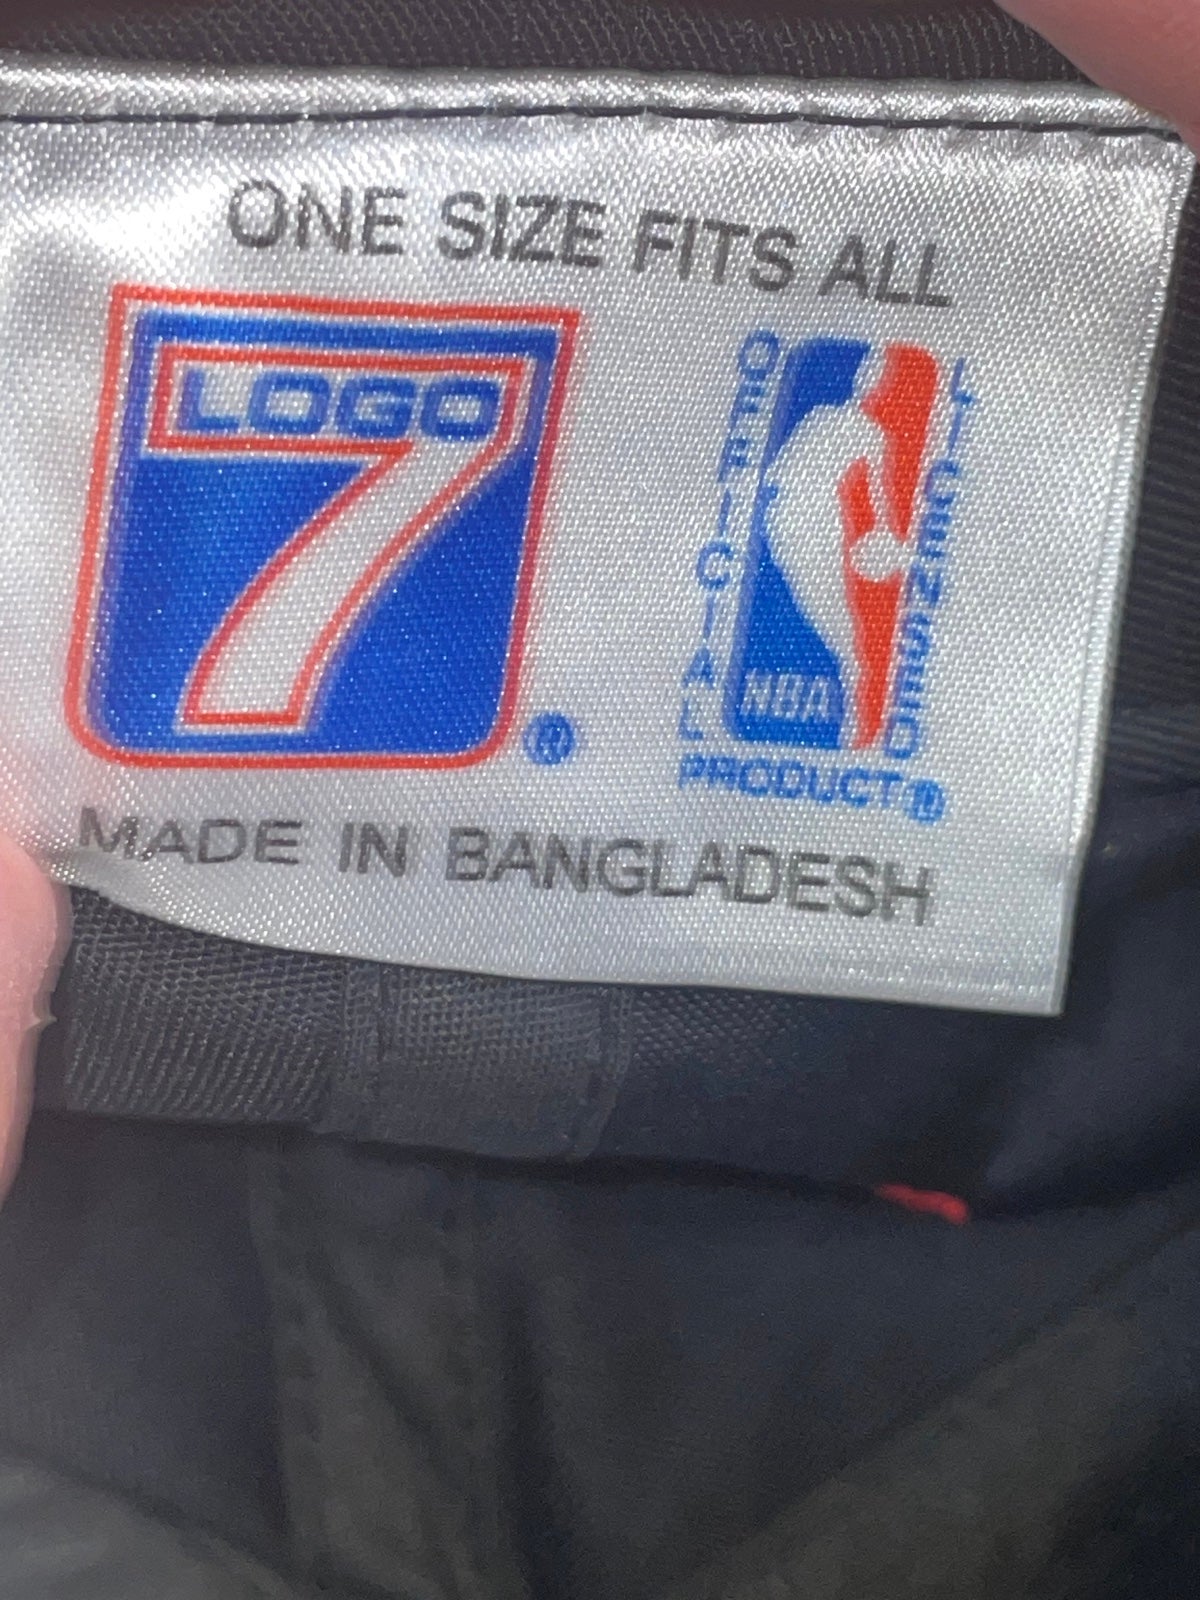 ONE SIZE FITS ALL
LOGO
7
®
OFFICIAL
NBA
LICENSED
PRODUCT®
MADE IN BANGLADESH